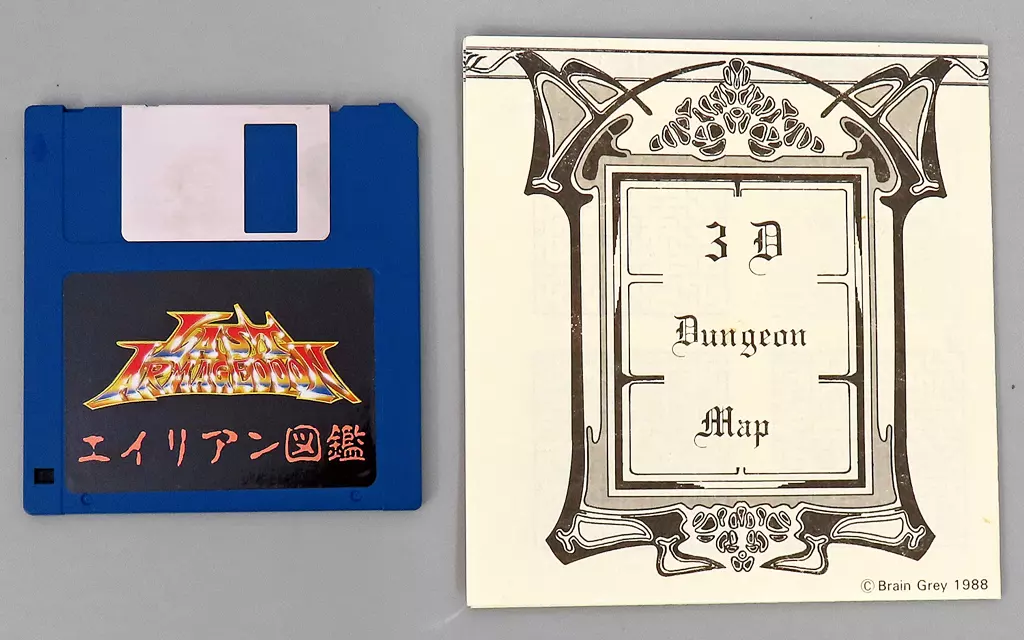 LAST
ARMAGEDDON
エイリアン図鑑
3 D
Dungeon
Map
© Brain Grey 1988